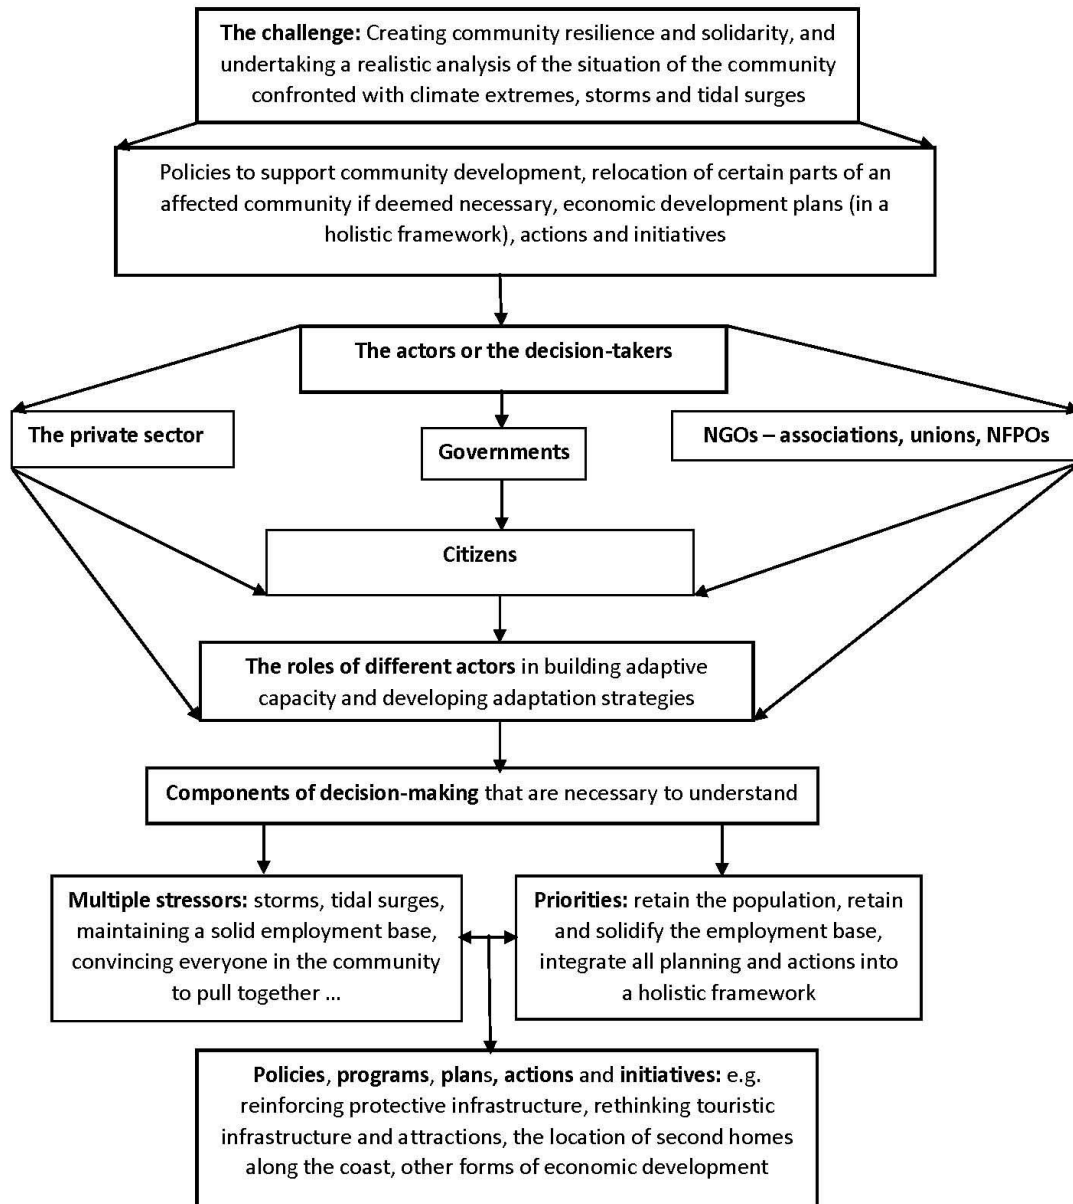 The challenge: Creating community resilience and solidarity, and
undertaking a realistic analysis of the situation of the community
confronted with climate extremes, storms and tidal surges
Policies to support community development, relocation of certain parts of an
affected community if deemed necessary, economic development plans (in a
holistic framework), actions and initiatives
The actors or the decision-takers
The private sector
Governments
NGOs – associations, unions, NFPOs
Citizens
The roles of different actors in building adaptive
capacity and developing adaptation strategies
Components of decision-making that are necessary to understand
Multiple stressors: storms, tidal surges,
maintaining a solid employment base,
convincing everyone in the community
to pull together ...
Priorities: retain the population, retain
and solidify the employment base,
integrate all planning and actions into
a holistic framework
Policies, programs, plans, actions and initiatives: e.g.
reinforcing protective infrastructure, rethinking touristic
infrastructure and attractions, the location of second homes
along the coast, other forms of economic development